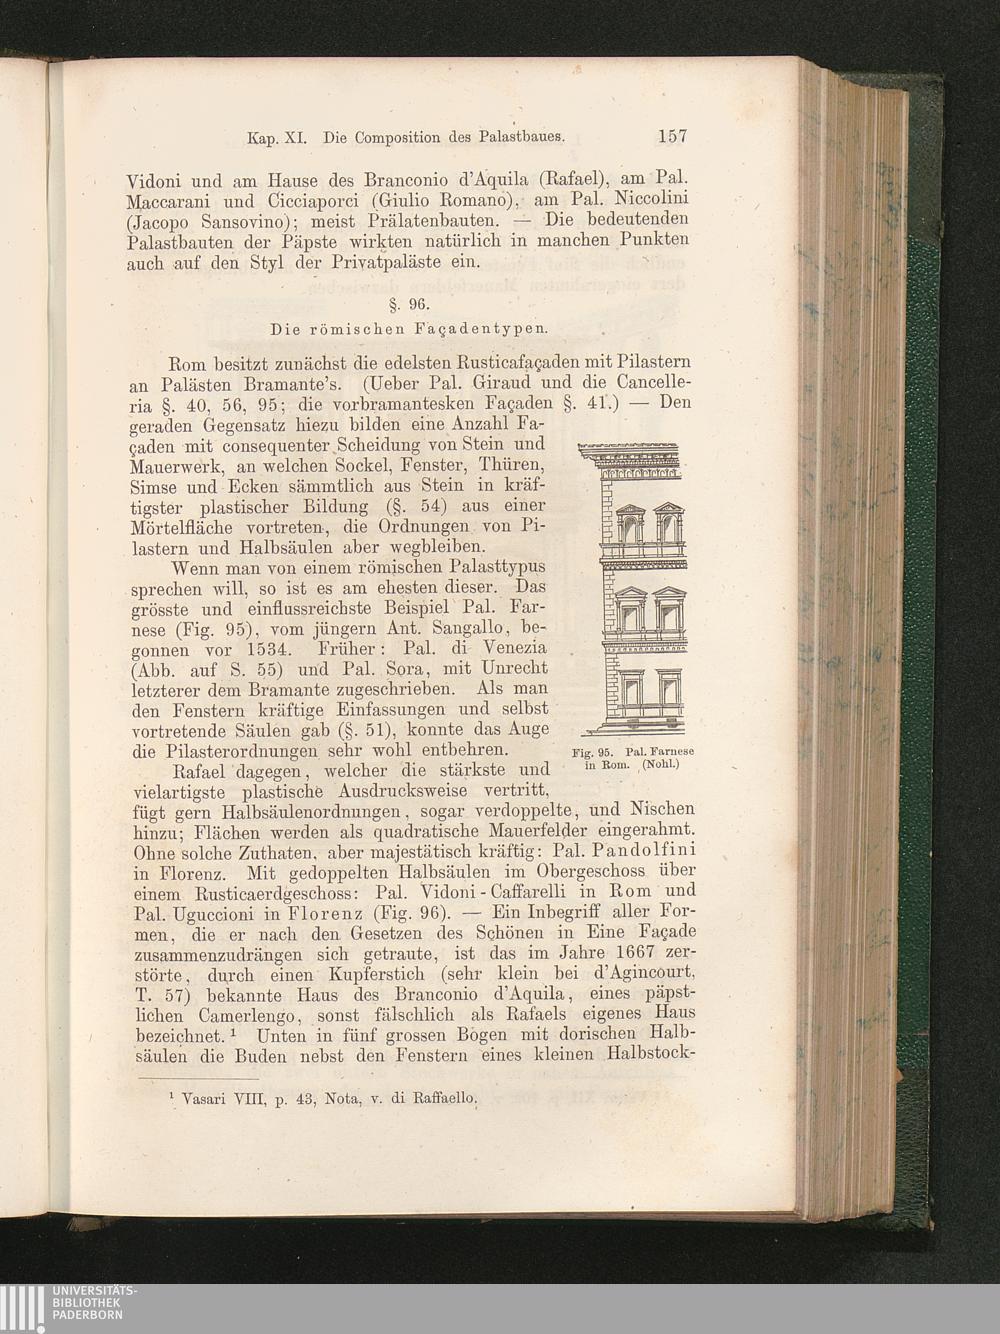 Kap. XI. Die Composition des Palastbaues. 157
Vidoni und am Hause des Branconio d'Aquila (Rafael), am Pal.
Maccarani und Cicciaporci (Giulio Romano), am Pal. Niccolini
(Jacopo Sansovino); meist Prälatenbauten. — Die bedeutenden
Palastbauten der Päpste wirkten natürlich in manchen Punkten
auch auf den Styl der Privatpaläste ein.
§. 96.
Die römischen Façadentypen.
Rom besitzt zunächst die edelsten Rusticafaçaden mit Pilastern
an Palästen Bramante's. (Ueber Pal. Giraud und die Cancelle-
ria §. 40, 56, 95; die vorbramantesken Façaden §. 41.) — Den
geraden Gegensatz hiezu bilden eine Anzahl Fa-
çaden mit consequenter Scheidung von Stein und
Mauerwerk, an welchen Sockel, Fenster, Thüren,
Simse und Ecken sämmtlich aus Stein in kräf-
tigster plastischer Bildung (§. 54) aus einer
Mörtelfläche vortreten, die Ordnungen von Pi-
lastern und Halbsäulen aber wegbleiben.
Wenn man von einem römischen Palasttypus
sprechen will, so ist es am ehesten dieser. Das
grösste und einflussreichste Beispiel Pal. Far-
nese (Fig. 95), vom jüngern Ant. Sangallo, be-
gonnen vor 1534. Früher: Pal. di Venezia
(Abb. auf S. 55) und Pal. Sora, mit Unrecht
letzterer dem Bramante zugeschrieben. Als man
den Fenstern kräftige Einfassungen und selbst
vortretende Säulen gab (§. 51), konnte das Auge
die Pilasterordnungen sehr wohl entbehren.
Fig. 95. Pal. Farnese
in Rom. (Nohl.)
Rafael dagegen, welcher die stärkste und
vielartigste plastische Ausdrucksweise vertritt,
fügt gern Halbsäulenordnungen, sogar verdoppelte, und Nischen
hinzu; Flächen werden als quadratische Mauerfelder eingerahmt.
Ohne solche Zuthaten, aber majestätisch kräftig: Pal. Pandolfini
in Florenz. Mit gedoppelten Halbsäulen im Obergeschoss über
einem Rusticaerdgeschoss: Pal. Vidoni-Caffarelli in Rom und
Pal. Uguccioni in Florenz (Fig. 96). — Ein Inbegriff aller For-
men, die er nach den Gesetzen des Schönen in Eine Façade
zusammenzudrängen sich getraute, ist das im Jahre 1667 zer-
störte, durch einen Kupferstich (sehr klein bei d'Agincourt,
T. 57) bekannte Haus des Branconio d'Aquila, eines päpst-
lichen Camerlengo, sonst fälschlich als Rafaels eigenes Haus
bezeichnet.¹ Unten in fünf grossen Bogen mit dorischen Halb-
säulen die Buden nebst den Fenstern eines kleinen Halbstock-
¹ Vasari VIII, p. 43, Nota, v. di Raffaello.
UNIVERSITÄTS-
BIBLIOTHEK
PADERBORN